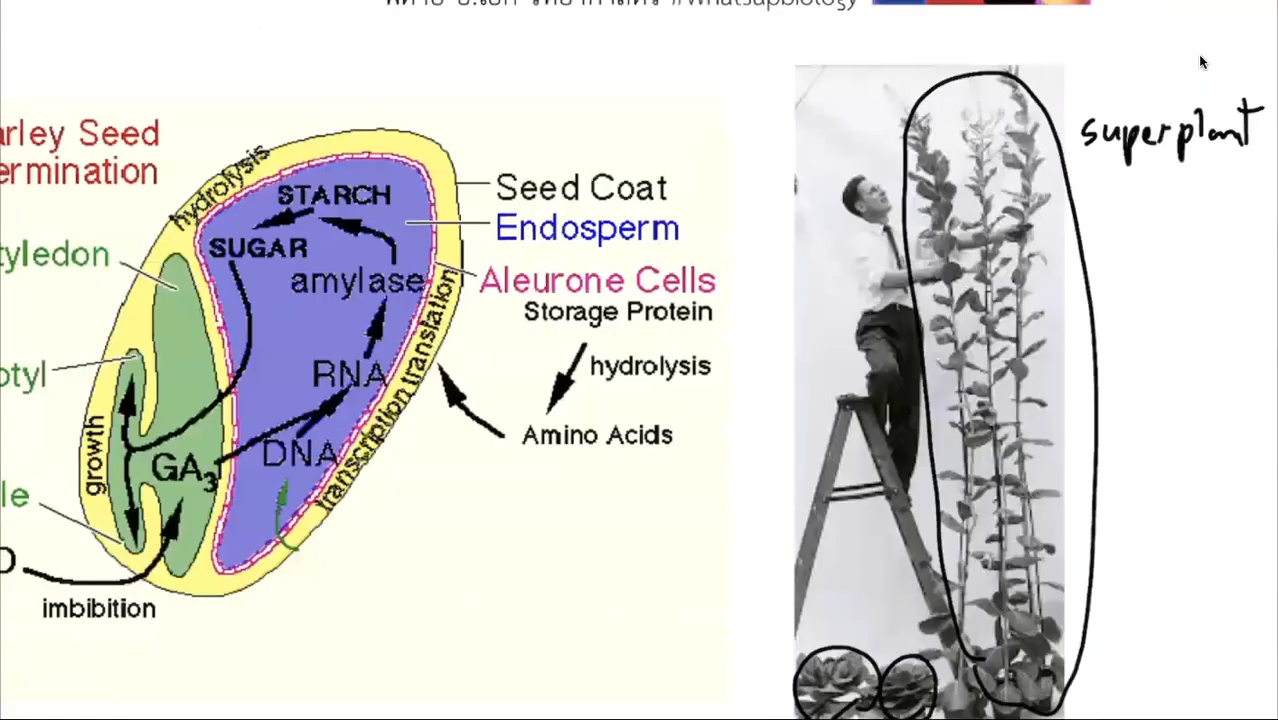 #Whatsupbiology
arley Seed
ermination
hydrolysis
STARCH
Seed Coat
SUGAR
Endosperm
tyledon
amylase
Aleurone Cells
Storage Protein
hydrolysis
RNA
otyl
Amino Acids
transcription translation
growth
DNA
GA3
le
O
imbibition
superplant